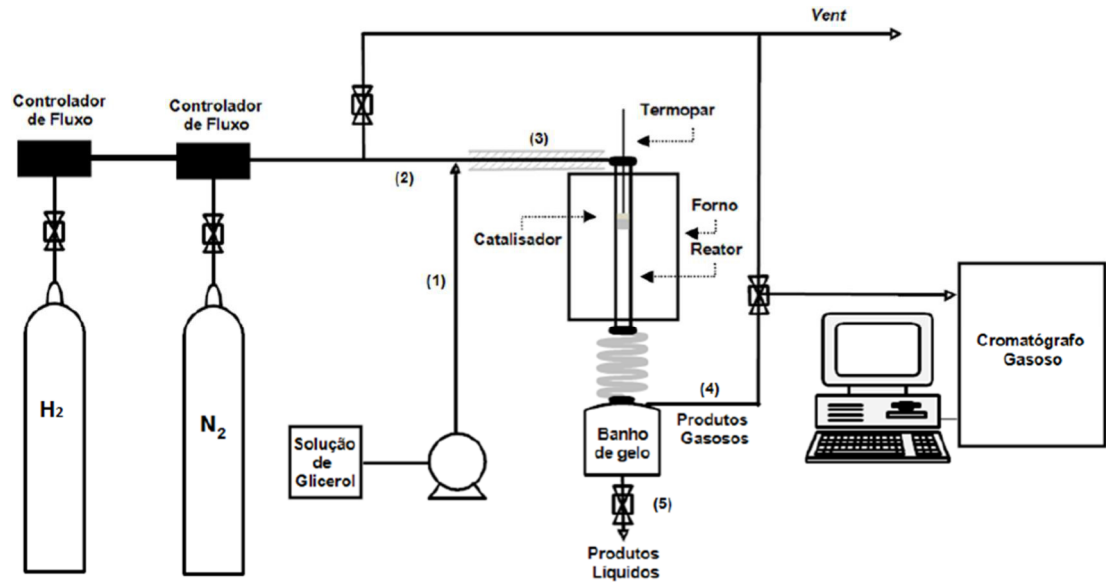 Vent
Controlador
de Fluxo
Controlador
de Fluxo
Termopar
(3)
(2)
Forno
Catalisador
Reator
(1)
Cromatógrafo
Gasoso
(4)
H2
N2
Produtos
Gasosos
Solução
de
Glicerol
Banho
de gelo
(5)
Produtos
Líquidos